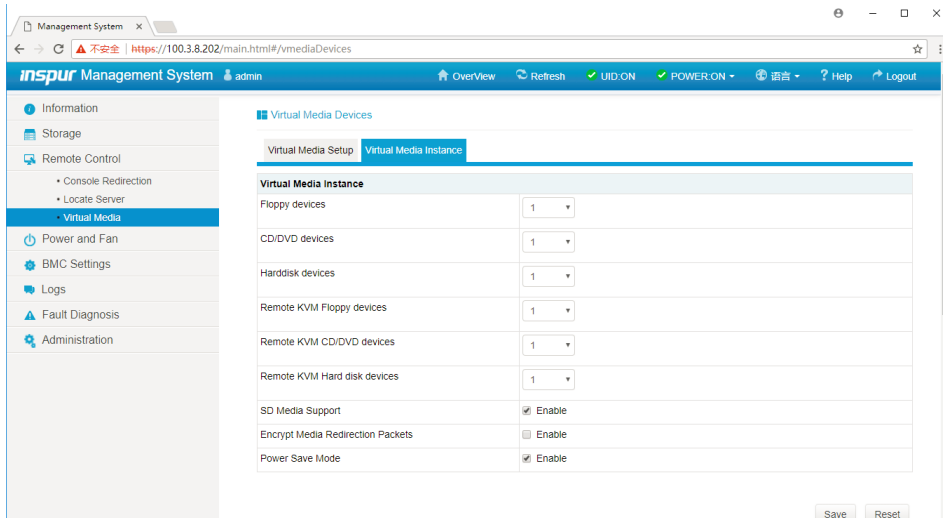 Management System
不安全 | https://100.3.8.202/main.html#/vmediaDevices
inspur Management System admin OverView Refresh UID:ON POWER:ON 语言 Help Logout
Information
Storage
Remote Control
• Console Redirection
• Locate Server
• Virtual Media
Power and Fan
BMC Settings
Logs
Fault Diagnosis
Administration
Virtual Media Devices
Virtual Media Setup Virtual Media Instance
Virtual Media Instance
Floppy devices 1
CD/DVD devices 1
Harddisk devices 1
Remote KVM Floppy devices 1
Remote KVM CD/DVD devices 1
Remote KVM Hard disk devices 1
SD Media Support Enable
Encrypt Media Redirection Packets Enable
Power Save Mode Enable
Save Reset